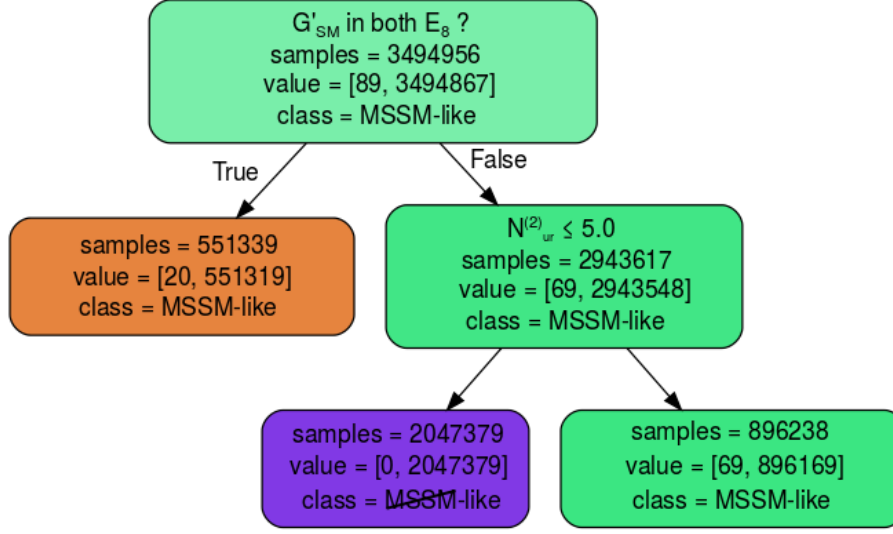 G'SM in both E8 ?
samples = 3494956
value = [89, 3494867]
class = MSSM-like
True
False
samples = 551339
value = [20, 551319]
class = MSSM-like
N(2)ur ≤ 5.0
samples = 2943617
value = [69, 2943548]
class = MSSM-like
samples = 2047379
value = [0, 2047379]
class = MSSM-like
samples = 896238
value = [69, 896169]
class = MSSM-like